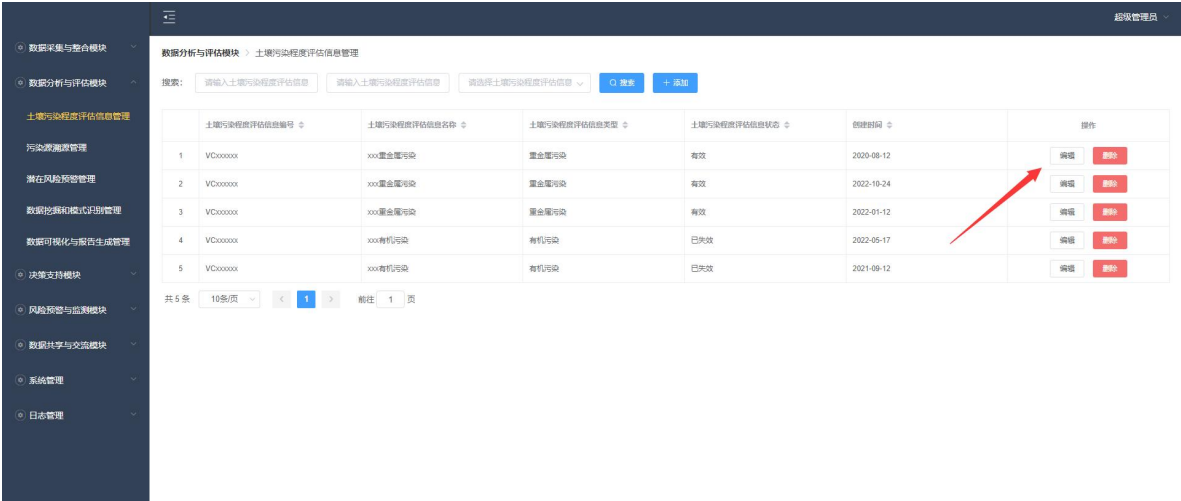 超级管理员
数据采集与整合模块
数据分析与评估模块
土壤污染程度评估信息管理
污染源溯源管理
潜在风险预警管理
数据挖掘和模式识别管理
数据可视化与报告生成管理
决策支持模块
风险预警与监测模块
数据共享与交流模块
系统管理
日志管理
数据分析与评估模块 > 土壤污染程度评估信息管理
搜索: 请输入土壤污染程度评估信息 请输入土壤污染程度评估信息 请选择土壤污染程度评估信息 搜索 + 添加
土壤污染程度评估信息编号 土壤污染程度评估信息名称 土壤污染程度评估信息类型 土壤污染程度评估信息状态 创建时间 操作
1 VCxxxxxx xxx重金属污染 重金属污染 有效 2020-08-12 编辑 删除
2 VCxxxxxx xxx重金属污染 重金属污染 有效 2022-10-24 编辑 删除
3 VCxxxxxx xxx重金属污染 重金属污染 有效 2022-01-12 编辑 删除
4 VCxxxxxx xxx有机污染 有机污染 已失效 2022-05-17 编辑 删除
5 VCxxxxxx xxx有机污染 有机污染 已失效 2021-09-12 编辑 删除
共 5 条 10条/页 < 1 > 前往 1 页